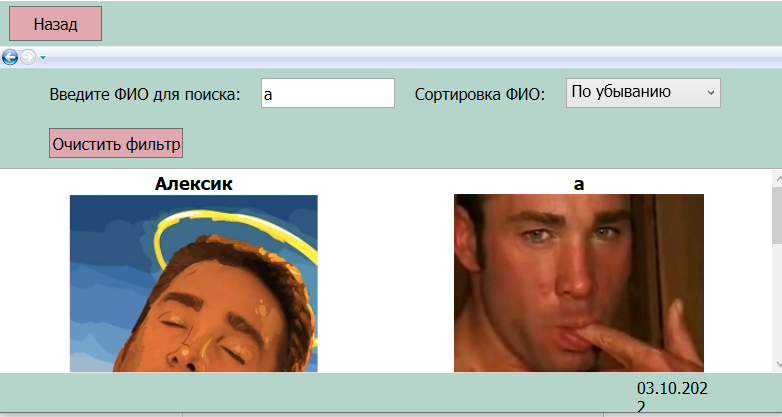 Назад
Введите ФИО для поиска: а Сортировка ФИО: По убыванию
Очистить фильтр
Алексик а
03.10.202
2